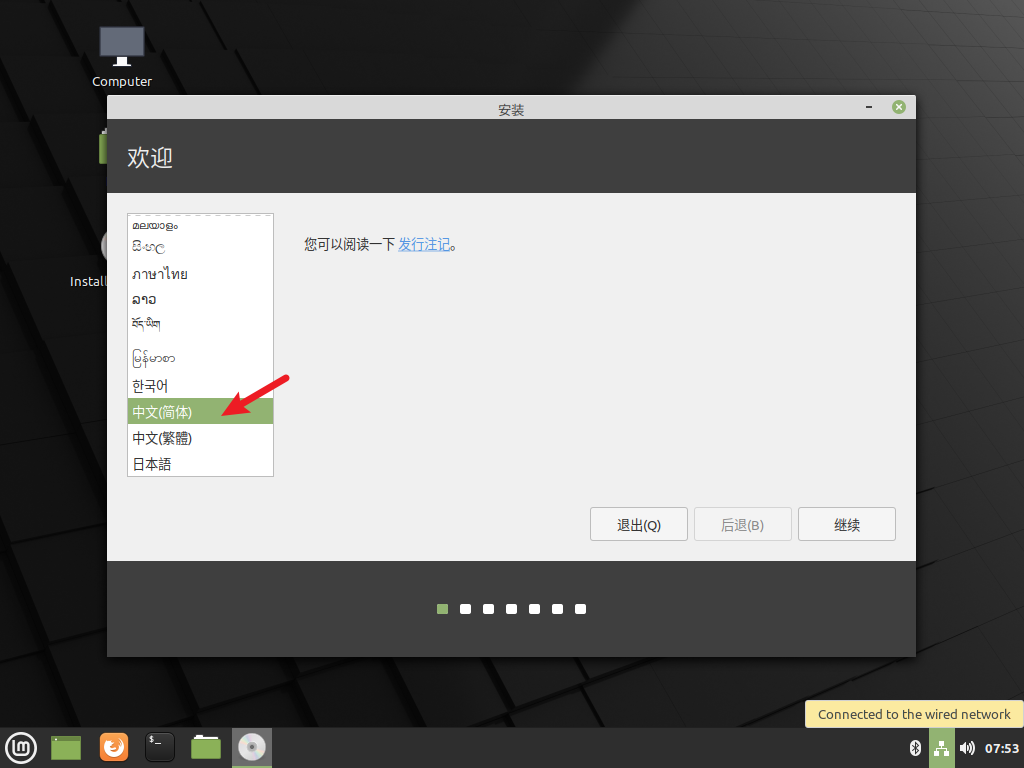 Computer
安装
欢迎
മലയാളം
සිංහල
ภาษาไทย
ລາວ
བོད་ཡིག
မြန်မာစာ
한국어
中文(简体)
中文(繁體)
日本語
您可以阅读一下 发行注记。
Install
退出(Q)
后退(B)
继续
Connected to the wired network
$_
07:53